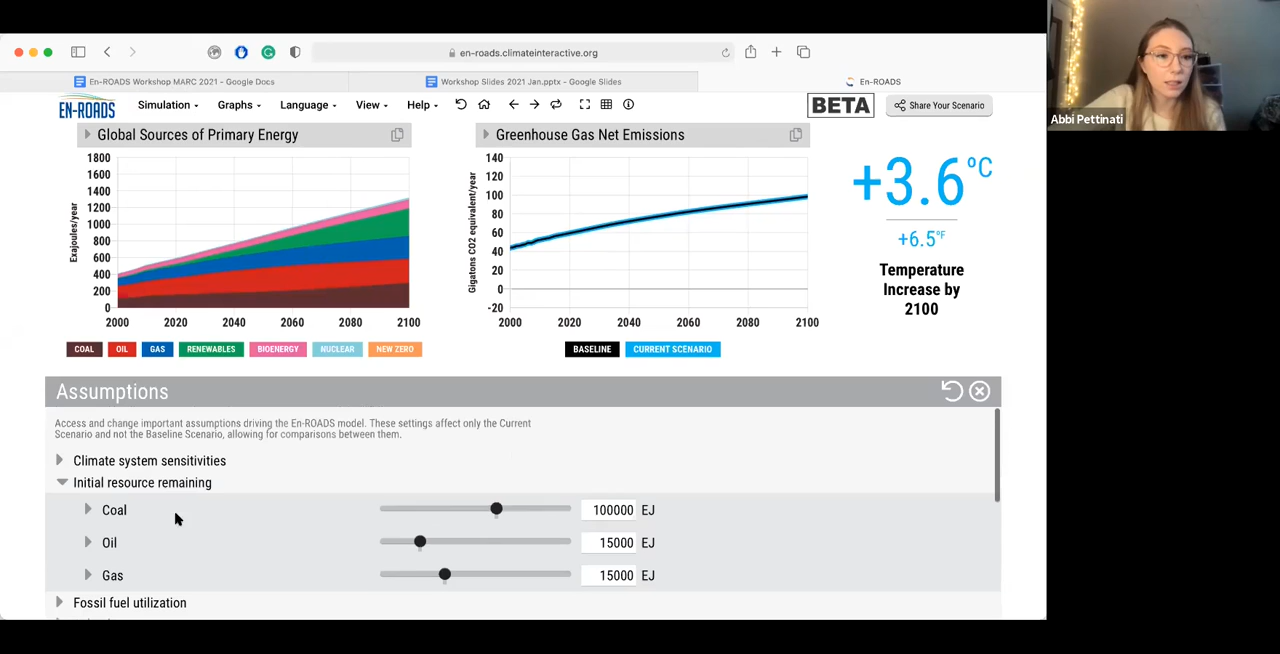 en-roads.climateinteractive.org
En-ROADS Workshop MARC 2021 - Google Docs
Workshop Slides 2021 Jan.pptx - Google Slides
En-ROADS
EN-ROADS
Simulation
Graphs
Language
View
Help
BETA
Share Your Scenario
Abbi Pettinati
Global Sources of Primary Energy
1800
1600
1400
1200
1000
800
600
400
200
0
Exajoules/year
2000 2020 2040 2060 2080 2100
COAL OIL GAS RENEWABLES BIOENERGY NUCLEAR NEW ZERO
Greenhouse Gas Net Emissions
140
120
100
80
60
40
20
0
-20
Gigatons CO2 equivalent/year
2000 2020 2040 2060 2080 2100
BASELINE CURRENT SCENARIO
+3.6°C
+6.5°F
Temperature
Increase by
2100
Assumptions
Access and change important assumptions driving the En-ROADS model. These settings affect only the Current
Scenario and not the Baseline Scenario, allowing for comparisons between them.
Climate system sensitivities
Initial resource remaining
Coal 100000 EJ
Oil 15000 EJ
Gas 15000 EJ
Fossil fuel utilization